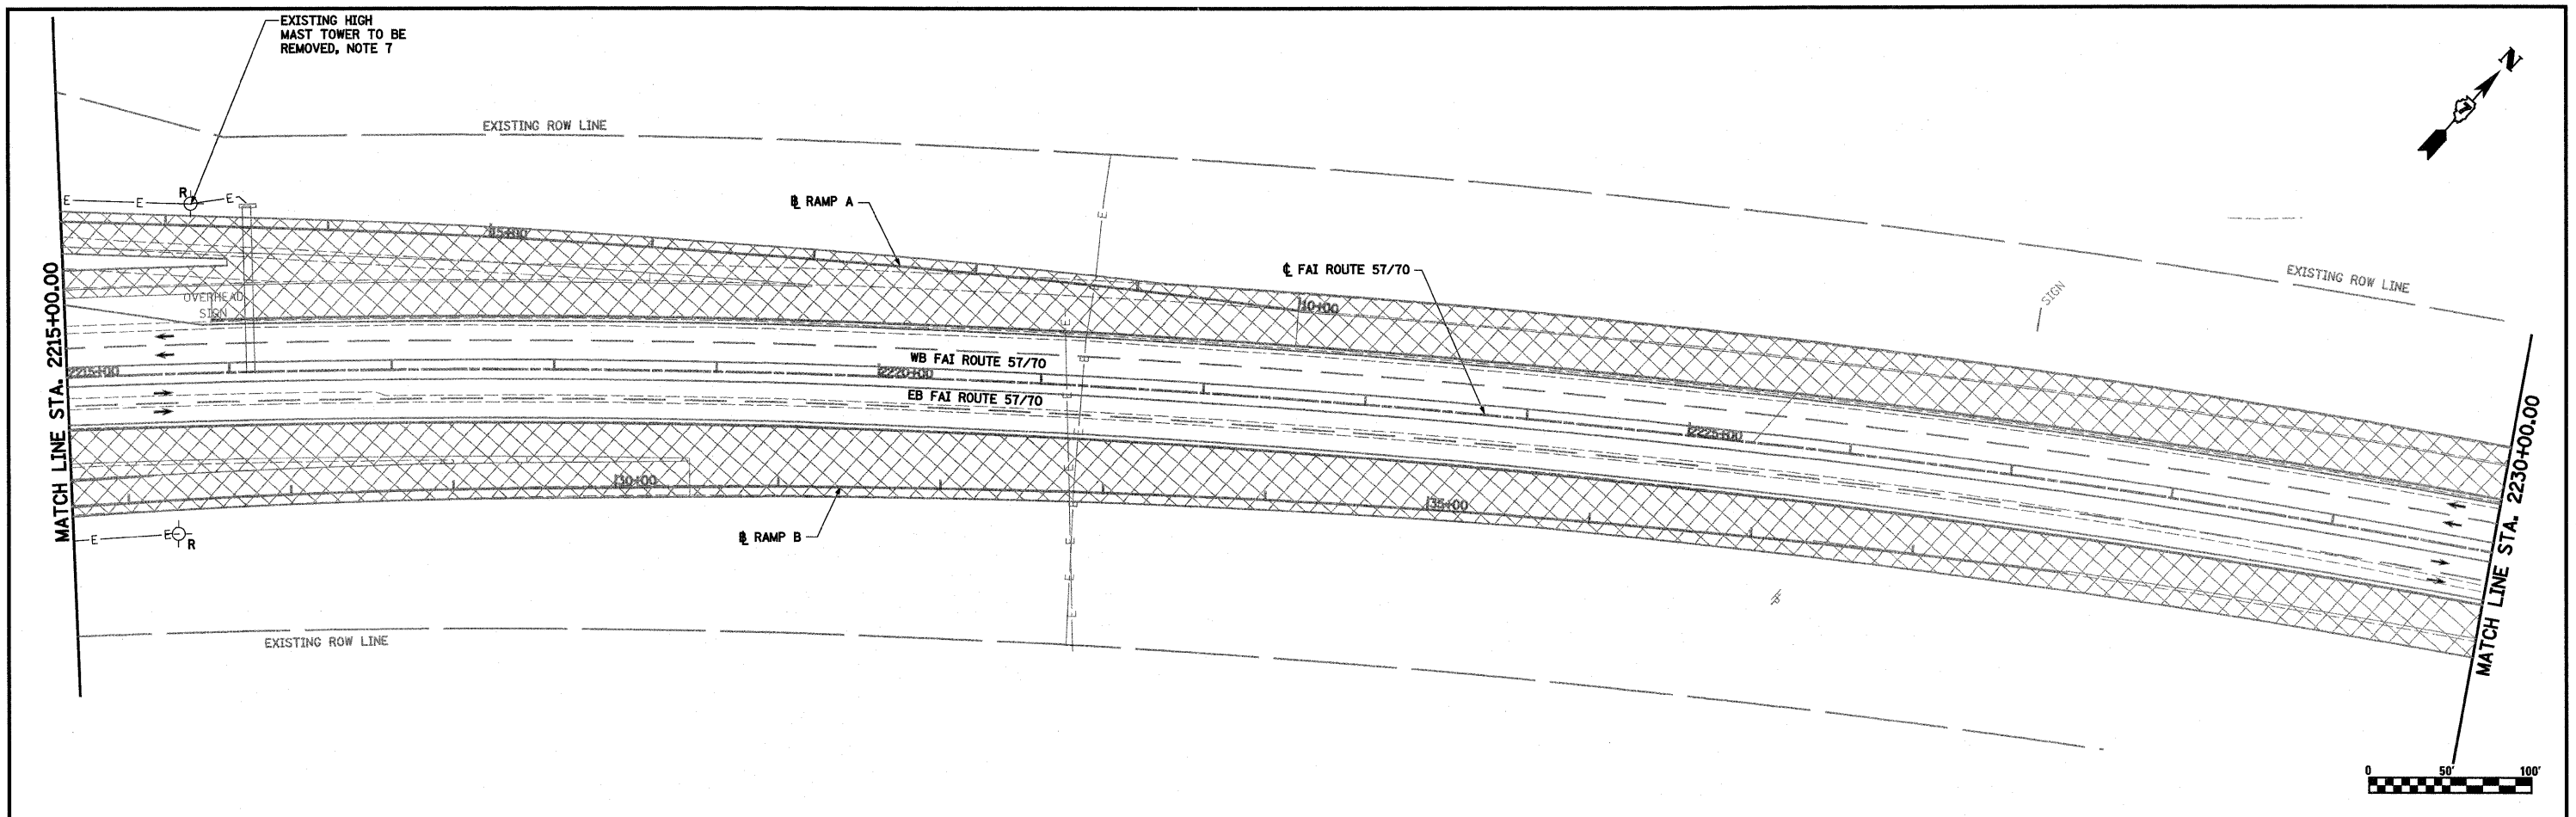 EXISTING HIGH
MAST TOWER TO BE
REMOVED, NOTE 7
N
EXISTING ROW LINE
R
E
E
E
℄ RAMP A
E
15+00
℄ FAI ROUTE 57/70
EXISTING ROW LINE
SIGN
OVERHEAD
SIGN
10+00
MATCH LINE STA. 2215+00.00
E
WB FAI ROUTE 57/70
E
2215+00
2220+00
E
EB FAI ROUTE 57/70
2225+00
E
E
30+00
35+00
MATCH LINE STA. 2230+00.00
E
E
R
℄ RAMP B
E
E
E
EXISTING ROW LINE
0 50' 100'